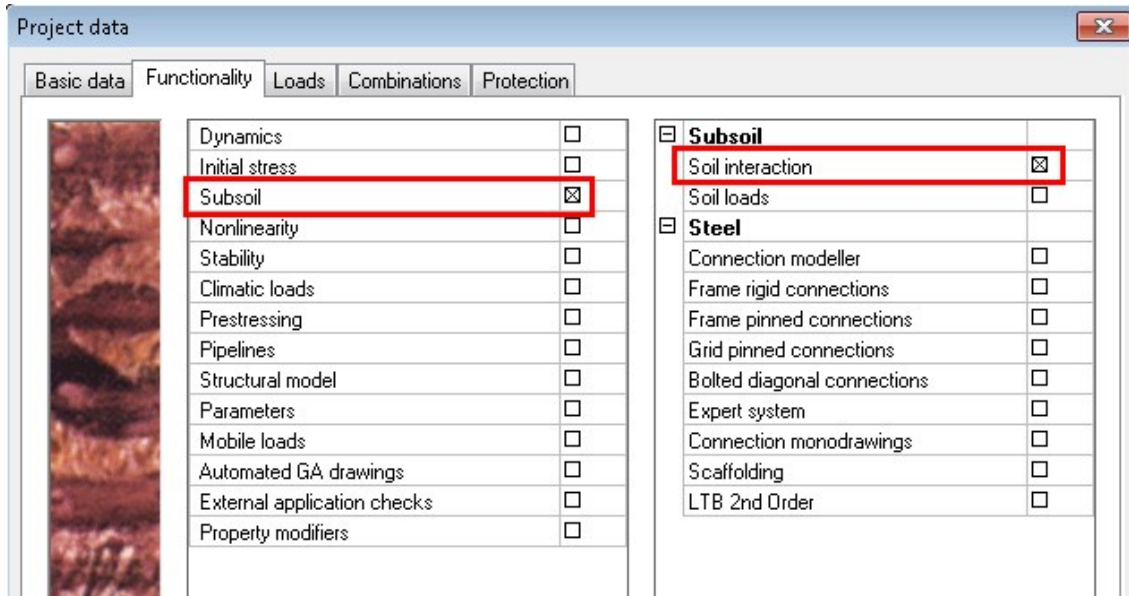 Project data
Basic data
Functionality
Loads
Combinations
Protection
Dynamics
Initial stress
Subsoil
Nonlinearity
Stability
Climatic loads
Prestressing
Pipelines
Structural model
Parameters
Mobile loads
Automated GA drawings
External application checks
Property modifiers
Subsoil
Soil interaction
Soil loads
Steel
Connection modeller
Frame rigid connections
Frame pinned connections
Grid pinned connections
Bolted diagonal connections
Expert system
Connection monodrawings
Scaffolding
LTB 2nd Order